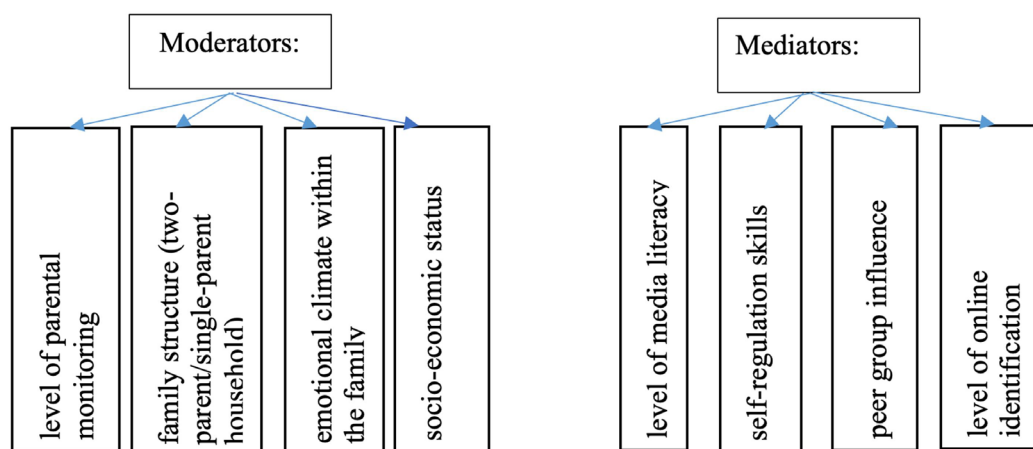 Moderators:
Mediators:
level of parental
monitoring
family structure (two-
parent/single-parent
household)
emotional climate within
the family
socio-economic status
level of media literacy
self-regulation skills
peer group influence
level of online
identification